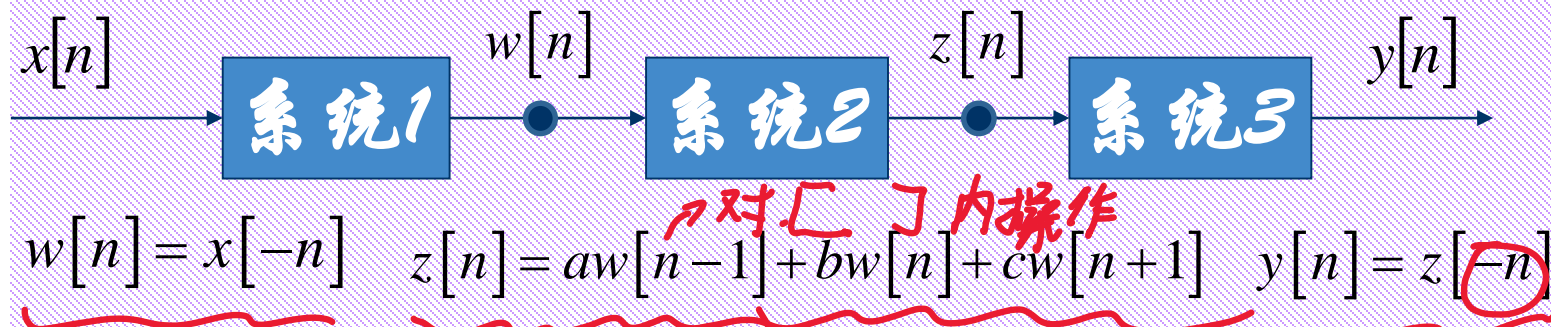 x[n] w[n] z[n] y[n]
系统1 系统2 系统3
对[ ]内操作
w[n] = x[−n] z[n] = aw[n−1]+bw[n]+cw[n+1] y[n] = z[−n]